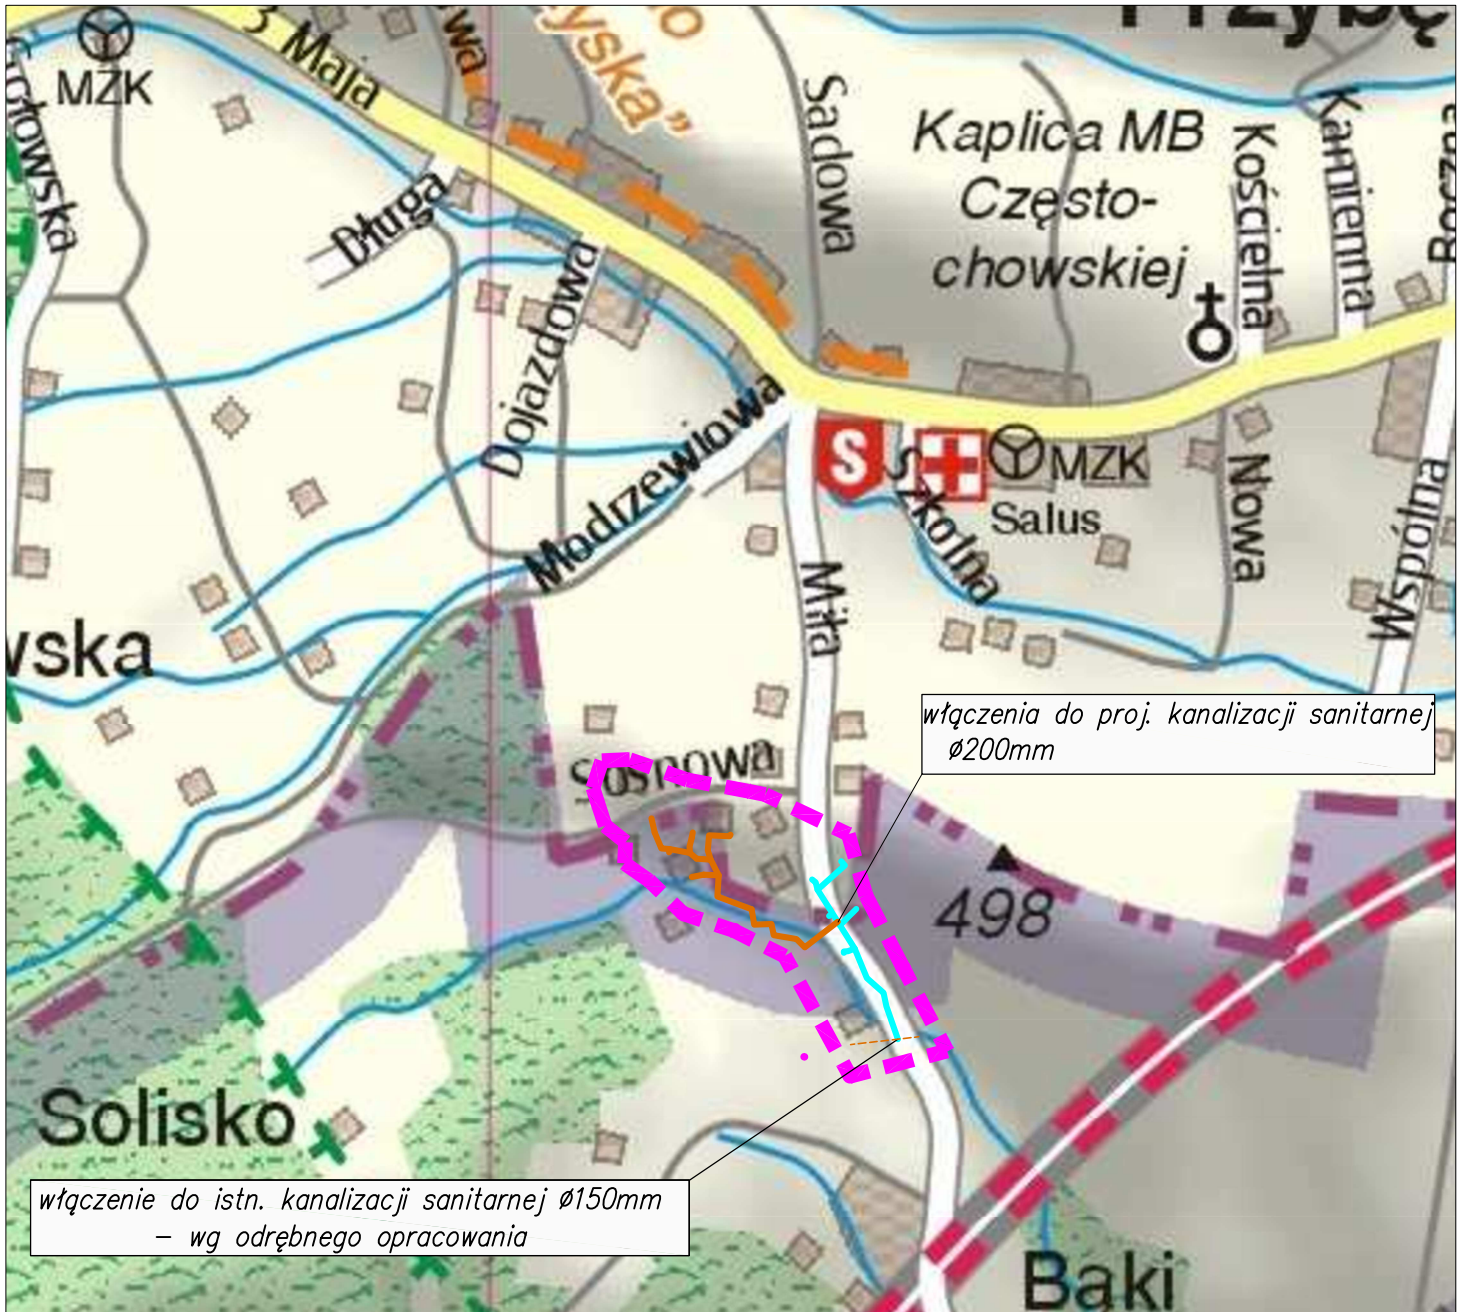 3 Maja
MZK
Długa
Dojazdowa
Modrzewiowa
Sadowa
Kaplica MB
Często-
chowskiej
Kościelna
Kamienna
S
Szkolna
MZK
Salus
Nowa
Wspólna
Miła
Sosnowa
włączenia do proj. kanalizacji sanitarnej
ø200mm
498
Solisko
włączenie do istn. kanalizacji sanitarnej ø150mm
– wg odrębnego opracowania
Baki